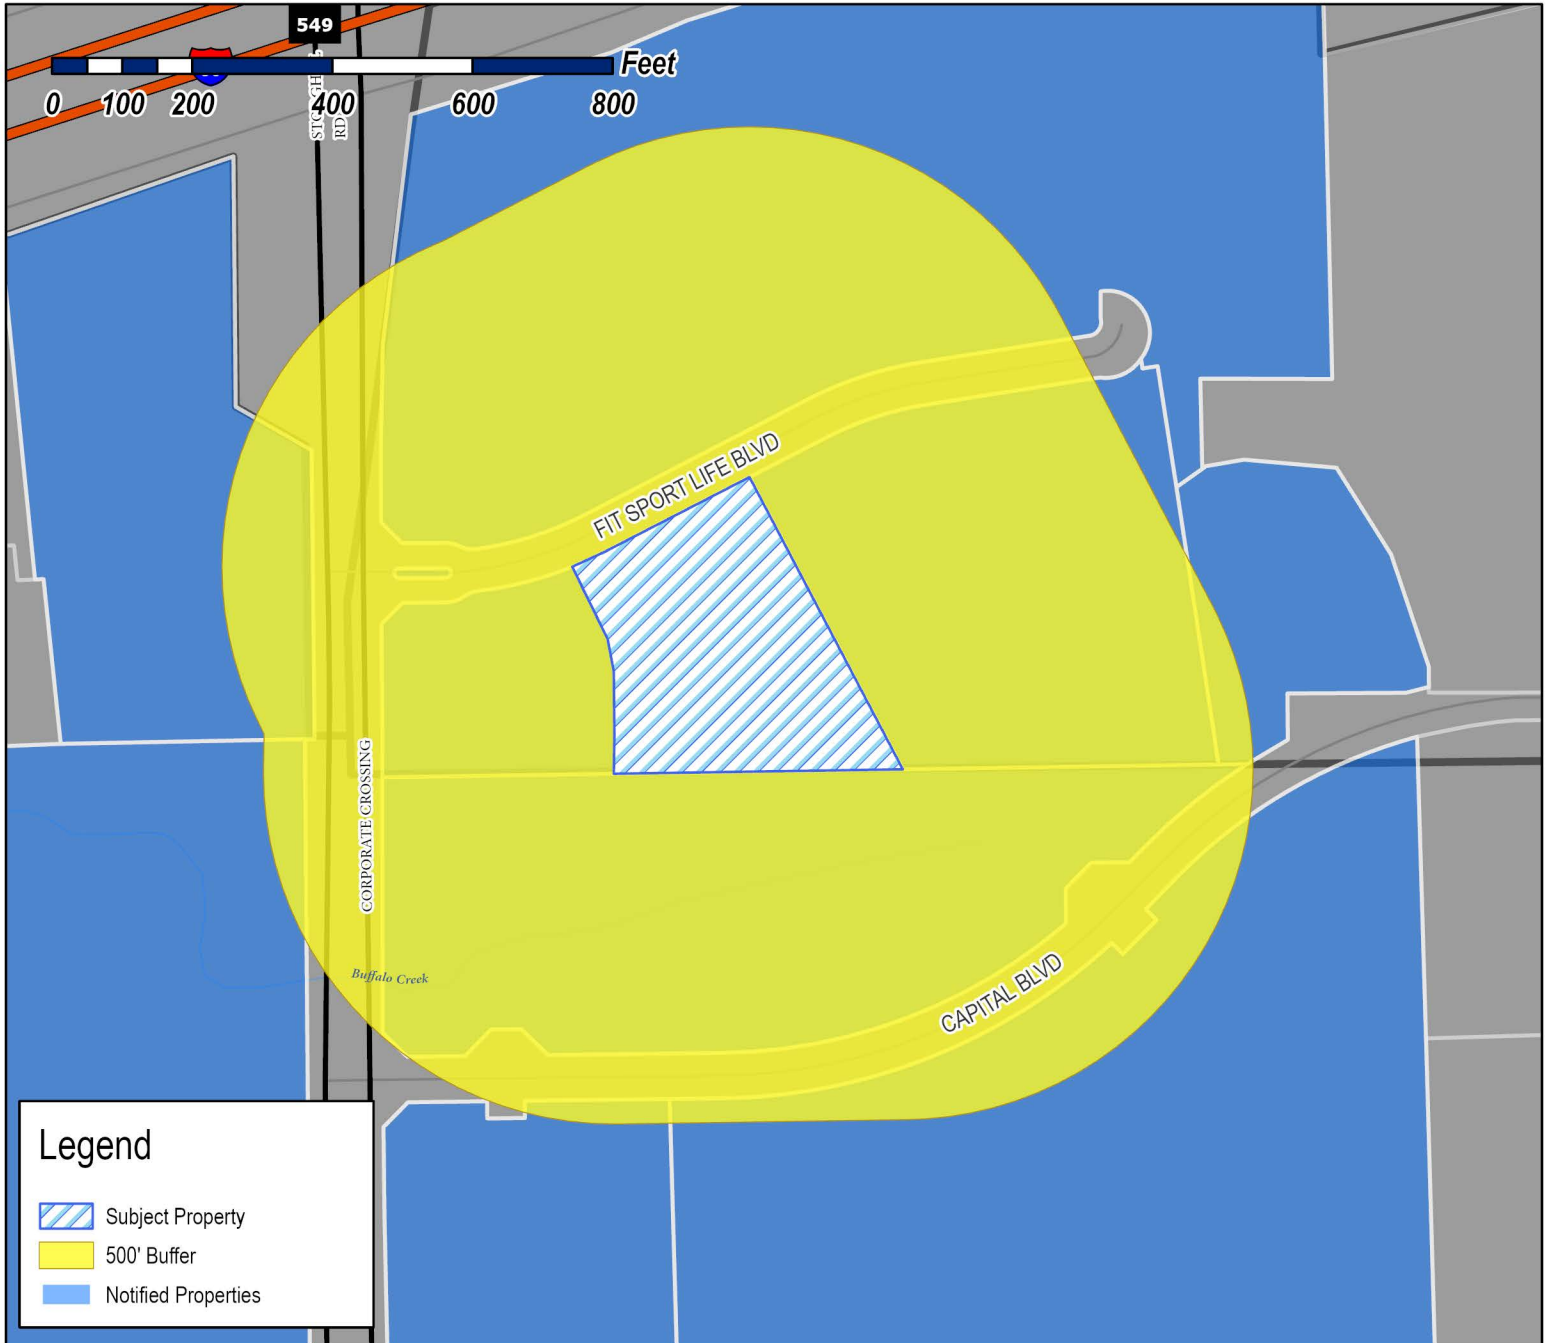 549
Feet
0 100 200 400 600 800
RD
FIT SPORT LIFE BLVD
CORPORATE CROSSING
Buffalo Creek
CAPITAL BLVD
Legend
Subject Property
500' Buffer
Notified Properties